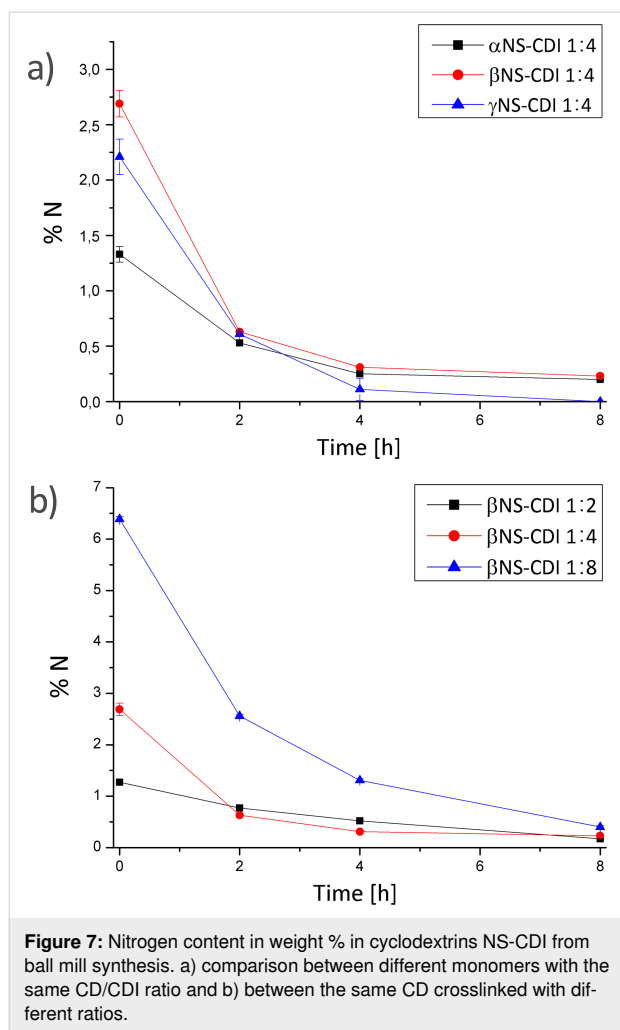 a)
αNS-CDI 1:4
βNS-CDI 1:4
γNS-CDI 1:4
3,0
2,5
2,0
1,5
1,0
0,5
0,0
% N
0 2 4 6 8
Time [h]
b)
βNS-CDI 1:2
βNS-CDI 1:4
βNS-CDI 1:8
7
6
5
4
3
2
1
0
% N
0 2 4 6 8
Time [h]
Figure 7: Nitrogen content in weight % in cyclodextrins NS-CDI from
ball mill synthesis. a) comparison between different monomers with the
same CD/CDI ratio and b) between the same CD crosslinked with dif-
ferent ratios.